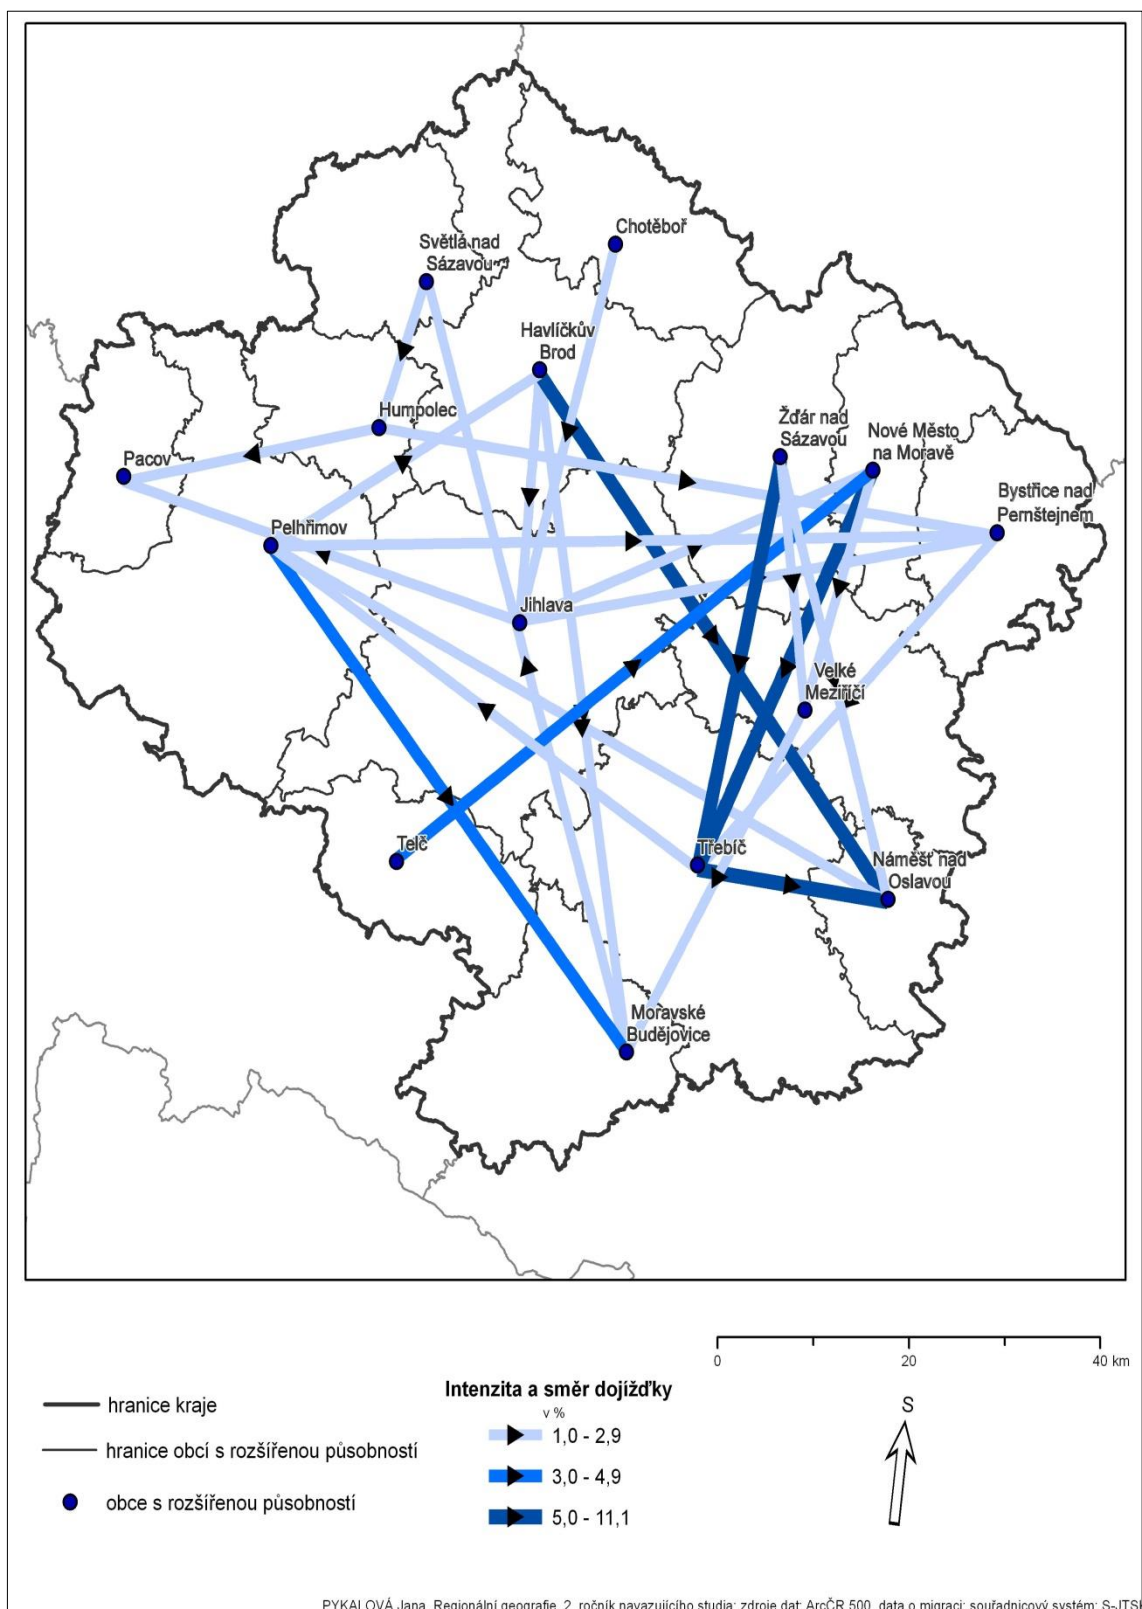 Chotěboř
Světlá nad
Sázavou
Havlíčkův
Brod
Humpolec
Žďár nad
Sázavou
Nové Město
na Moravě
Pacov
Bystřice nad
Pernštejnem
Pelhřimov
Jihlava
Velké
Meziříčí
Telč
Třebíč
Náměšť nad
Oslavou
Moravské
Budějovice
0 20 40 km
Intenzita a směr dojížďky
v %
1,0 - 2,9
3,0 - 4,9
5,0 - 11,1
hranice kraje
hranice obcí s rozšířenou působností
obce s rozšířenou působností
S
PYKALOVÁ Jana, Regionální geografie, 2. ročník navazujícího studia; zdroje dat: ArcČR 500, data o migraci; souřadnicový systém: S-JTSK